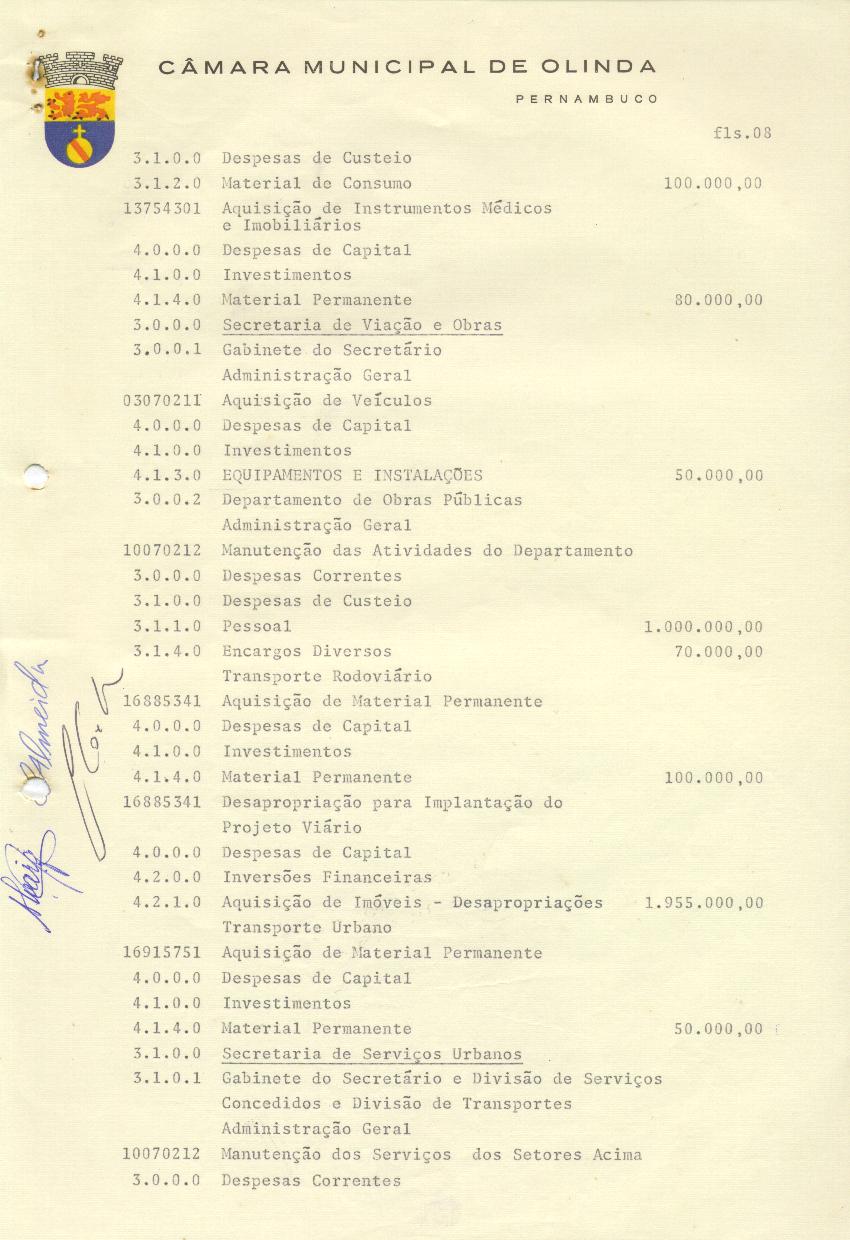 CÂMARA MUNICIPAL DE OLINDA
PERNAMBUCO
fls.08
3.1.0.0 Despesas de Custeio
3.1.2.0 Material de Consumo 100.000,00
13754301 Aquisição de Instrumentos Médicos
e Imobiliários
4.0.0.0 Despesas de Capital
4.1.0.0 Investimentos
4.1.4.0 Material Permanente 80.000,00
3.0.0.0 Secretaria de Viação e Obras
3.0.0.1 Gabinete do Secretário
Administração Geral
03070211 Aquisição de Veículos
4.0.0.0 Despesas de Capital
4.1.0.0 Investimentos
4.1.3.0 EQUIPAMENTOS E INSTALAÇÕES 50.000,00
3.0.0.2 Departamento de Obras Públicas
Administração Geral
10070212 Manutenção das Atividades do Departamento
3.0.0.0 Despesas Correntes
3.1.0.0 Despesas de Custeio
3.1.1.0 Pessoal 1.000.000,00
3.1.4.0 Encargos Diversos 70.000,00
Transporte Rodoviário
16885341 Aquisição de Material Permanente
4.0.0.0 Despesas de Capital
4.1.0.0 Investimentos
4.1.4.0 Material Permanente 100.000,00
16885341 Desapropriação para Implantação do
Projeto Viário
4.0.0.0 Despesas de Capital
4.2.0.0 Inversões Financeiras
4.2.1.0 Aquisição de Imóveis - Desapropriações 1.955.000,00
Transporte Urbano
16915751 Aquisição de Material Permanente
4.0.0.0 Despesas de Capital
4.1.0.0 Investimentos
4.1.4.0 Material Permanente 50.000,00
3.1.0.0 Secretaria de Serviços Urbanos
3.1.0.1 Gabinete do Secretário e Divisão de Serviços
Concedidos e Divisão de Transportes
Administração Geral
10070212 Manutenção dos Serviços dos Setores Acima
3.0.0.0 Despesas Correntes
Almeida